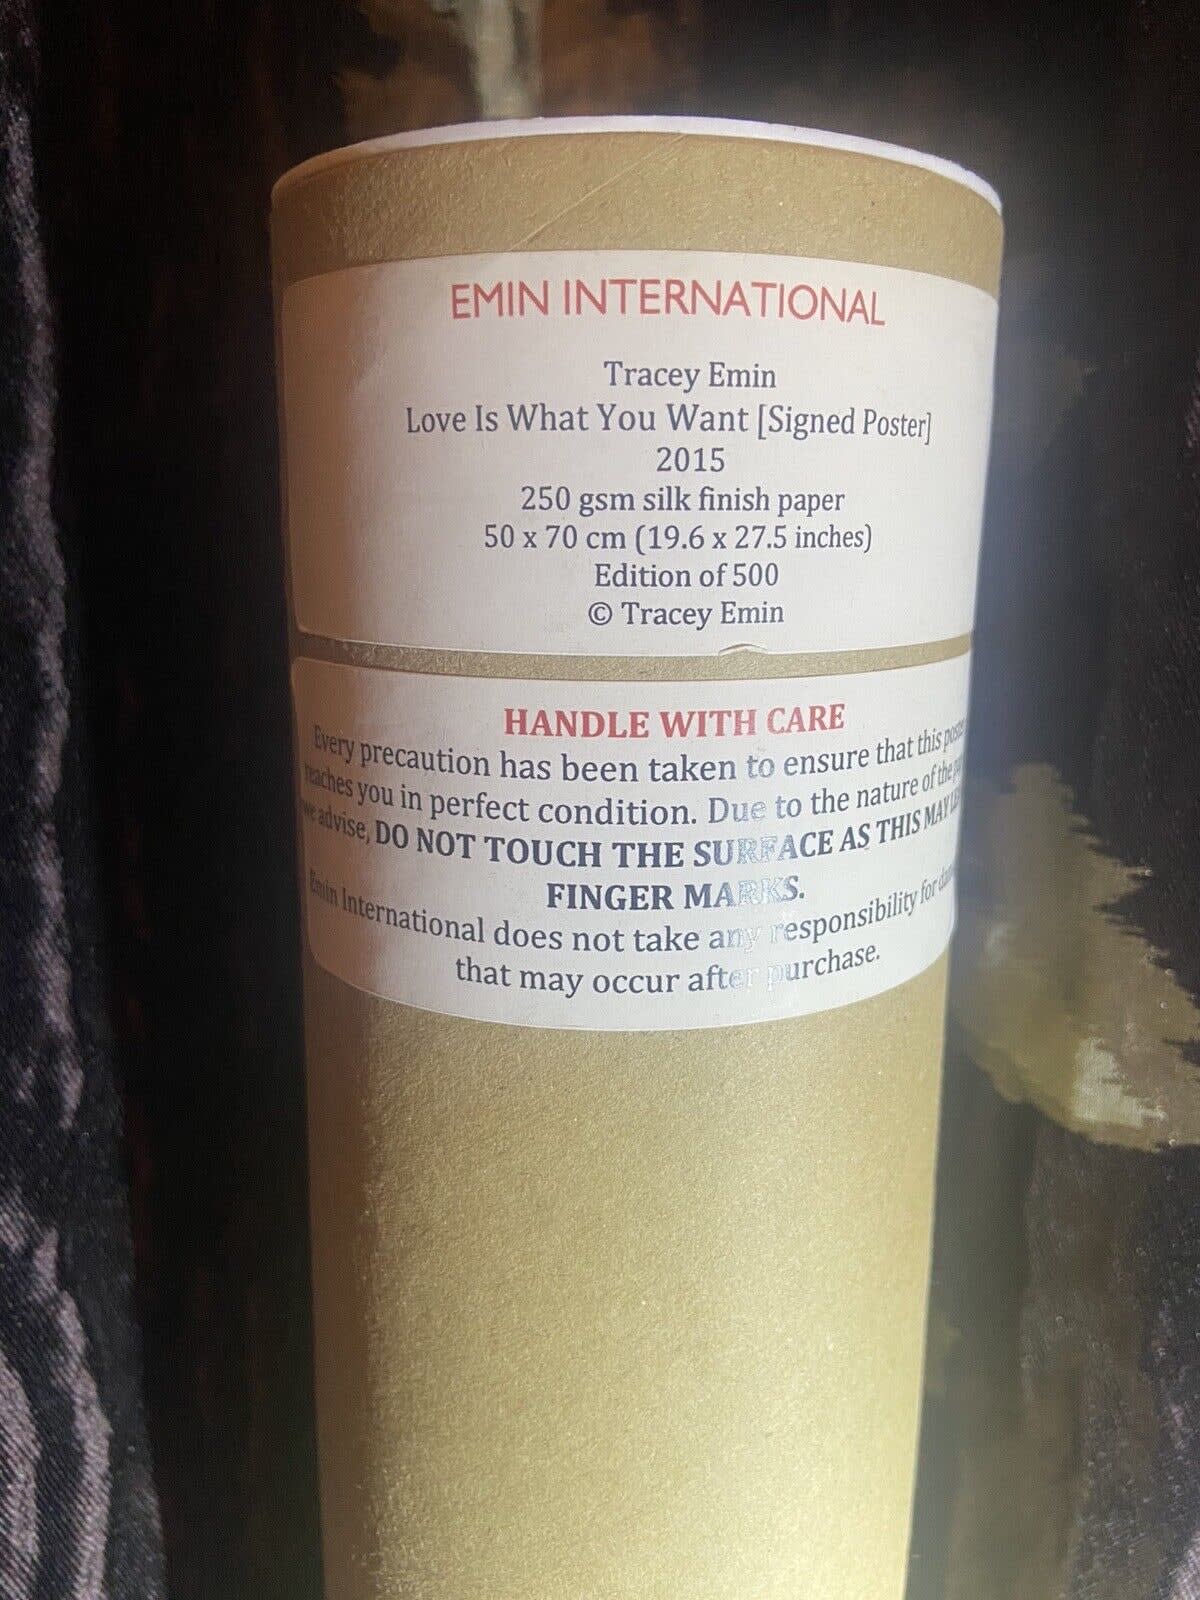 EMIN INTERNATIONAL
Tracey Emin
Love Is What You Want [Signed Poster]
2015
250 gsm silk finish paper
50 x 70 cm (19.6 x 27.5 inches)
Edition of 500
© Tracey Emin
HANDLE WITH CARE
Every precaution has been taken to ensure that this
reaches you in perfect condition. Due to the nature of the
we advise, DO NOT TOUCH THE SURFACE AS THIS MAY
FINGER MARKS.
Emin International does not take any responsibility for
that may occur after purchase.